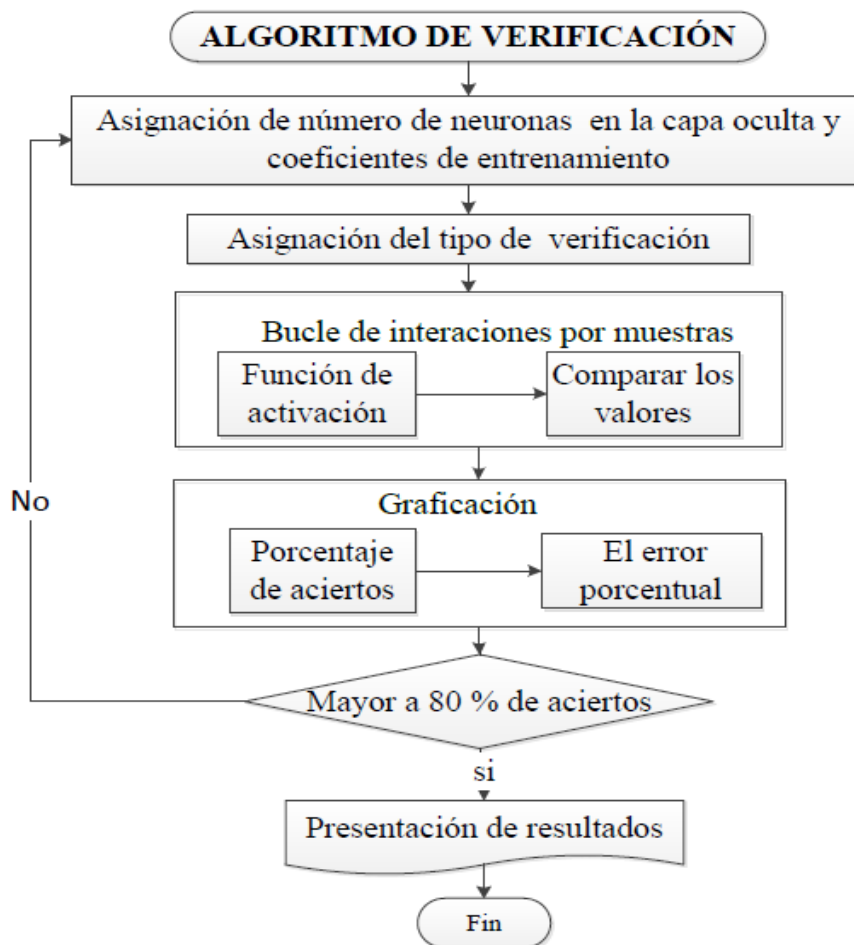 ALGORITMO DE VERIFICACIÓN
Asignación de número de neuronas en la capa oculta y
coeficientes de entrenamiento
Asignación del tipo de verificación
Bucle de interaciones por muestras
Función de
activación
Comparar los
valores
Graficación
Porcentaje
de aciertos
El error
porcentual
Mayor a 80 % de aciertos
No
si
Presentación de resultados
Fin